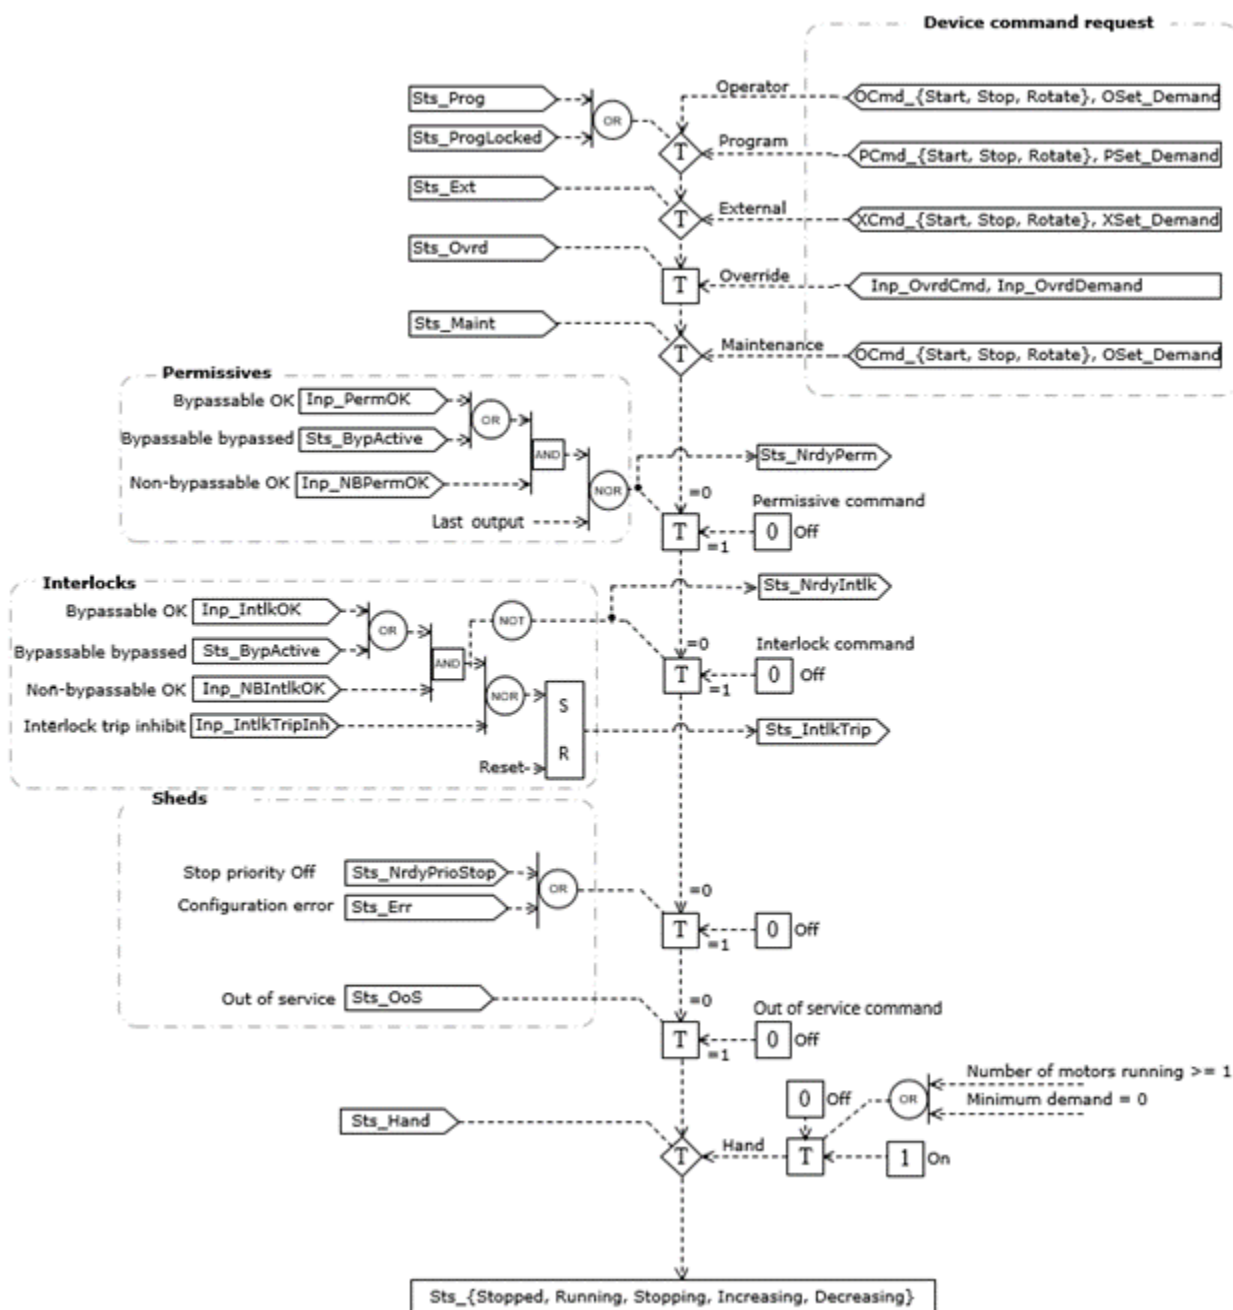 Device command request
Operator
OCmd_{Start, Stop, Rotate}, OSet_Demand
Sts_Prog
OR
Sts_ProgLocked
Program
T
PCmd_{Start, Stop, Rotate}, PSet_Demand
Sts_Ext
External
T
XCmd_{Start, Stop, Rotate}, XSet_Demand
Sts_Ovrd
Override
T
Inp_OvrdCmd, Inp_OvrdDemand
Sts_Maint
Maintenance
T
OCmd_{Start, Stop, Rotate}, OSet_Demand
Permissives
Bypassable OK Inp_PermOK
OR
Bypassable bypassed Sts_BypActive
AND
Non-bypassable OK Inp_NBPermOK
NOR
Last output
Sts_NrdyPerm
=0
Permissive command
T
=1
0 Off
Interlocks
Bypassable OK Inp_IntlkOK
OR
NOT
Bypassable bypassed Sts_BypActive
AND
Non-bypassable OK Inp_NBIntlkOK
NOR
Interlock trip inhibit Inp_IntlkTripInh
S
R
Reset
Sts_NrdyIntlk
=0
Interlock command
T
=1
0 Off
Sts_IntlkTrip
Sheds
Stop priority Off Sts_NrdyPrioStop
OR
Configuration error Sts_Err
=0
T
=1
0 Off
Out of service Sts_OoS
=0
Out of service command
T
=1
0 Off
Number of motors running >= 1
Minimum demand = 0
OR
0 Off
Sts_Hand
T
Hand
T
1 On
Sts_{Stopped, Running, Stopping, Increasing, Decreasing}